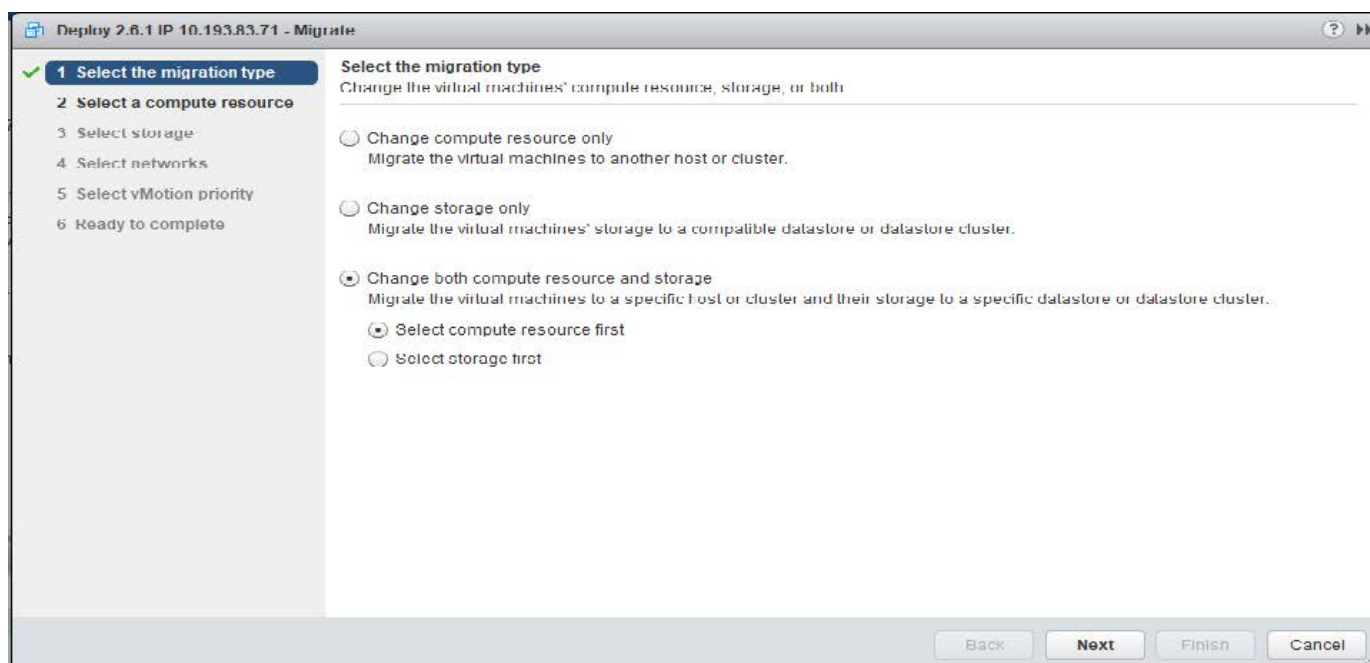 Deploy 2.6.1 IP 10.193.83.71 - Migrate
?
1 Select the migration type
2 Select a compute resource
3 Select storage
4 Select networks
5 Select vMotion priority
6 Ready to complete
Select the migration type
Change the virtual machines' compute resource, storage, or both
Change compute resource only
Migrate the virtual machines to another host or cluster.
Change storage only
Migrate the virtual machines' storage to a compatible datastore or datastore cluster.
Change both compute resource and storage
Migrate the virtual machines to a specific host or cluster and their storage to a specific datastore or datastore cluster.
Select compute resource first
Select storage first
Back Next Finish Cancel